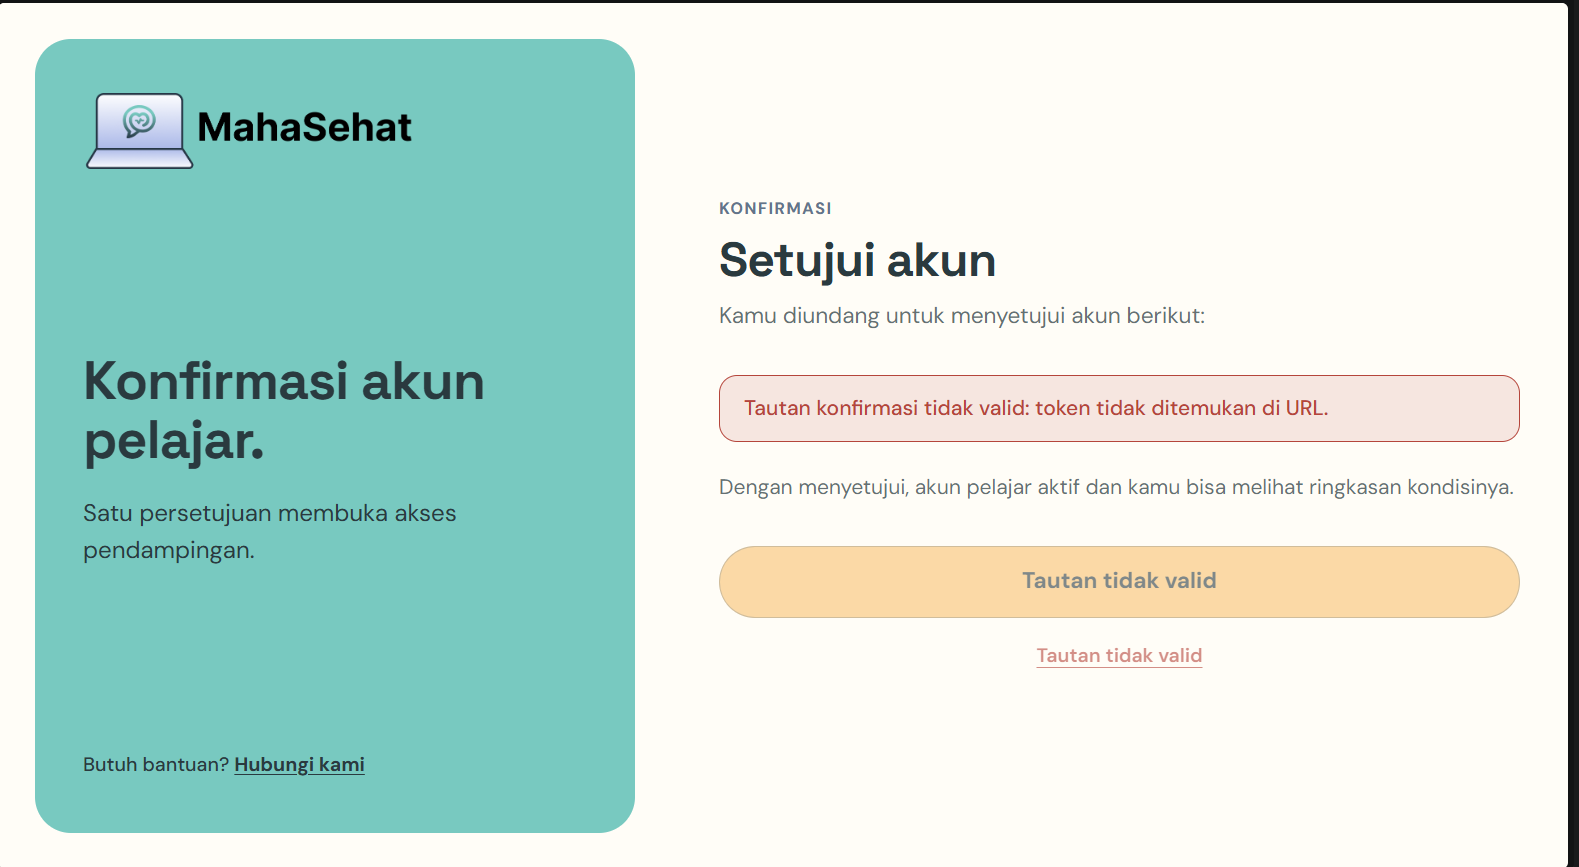 MahaSehat
Konfirmasi akun
pelajar.
Satu persetujuan membuka akses
pendampingan.
Butuh bantuan? Hubungi kami
KONFIRMASI
Setujui akun
Kamu diundang untuk menyetujui akun berikut:
Tautan konfirmasi tidak valid: token tidak ditemukan di URL.
Dengan menyetujui, akun pelajar aktif dan kamu bisa melihat ringkasan kondisinya.
Tautan tidak valid
Tautan tidak valid